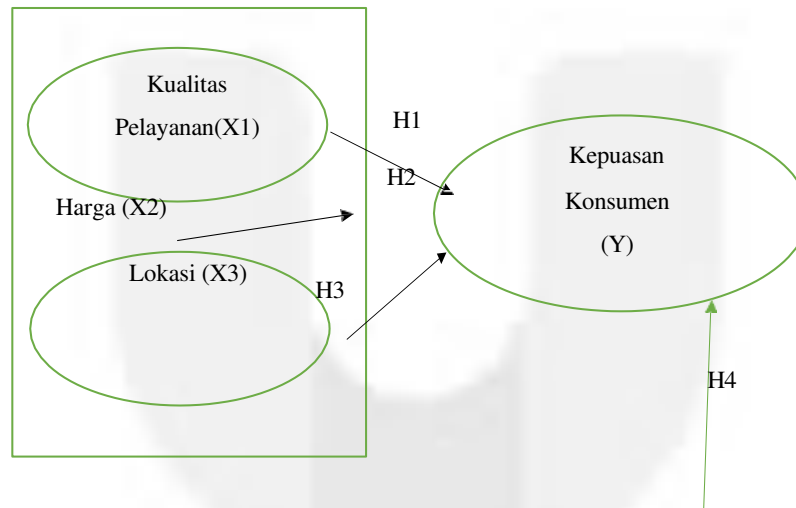 Kualitas
Pelayanan(X1)
Harga (X2)
Lokasi (X3)
H1
H2
H3
Kepuasan
Konsumen
(Y)
H4